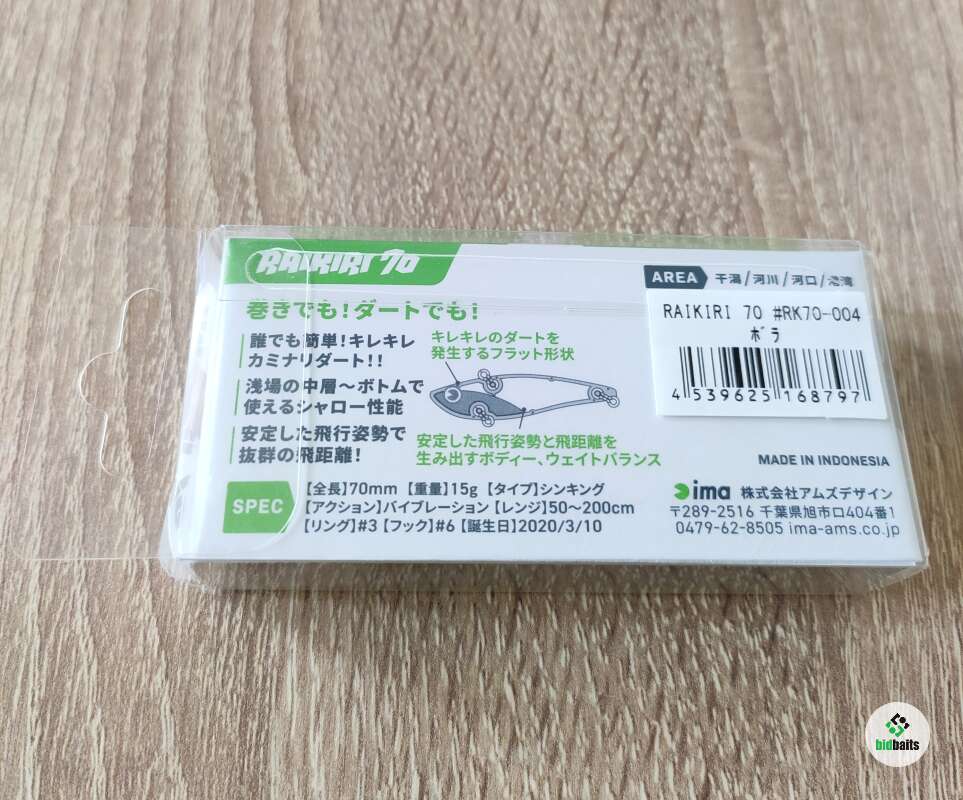 RAIKIRI 70
AREA 干潟/河川/河口/港湾
RAIKIRI 70 #RK70-004
ボラ
4 539625 168797
巻きでも!ダートでも!
誰でも簡単!キレキレ
カミナリダート!!
浅場の中層~ボトムで
使えるシャロー性能
安定した飛行姿勢で
抜群の飛距離!
キレキレのダートを
発生するフラット形状
安定した飛行姿勢と飛距離を
生み出すボディー、ウェイトバランス
MADE IN INDONESIA
SPEC
【全長】70mm 【重量】15g 【タイプ】シンキング
【アクション】バイブレーション 【レンジ】50~200cm
【リング】#3 【フック】#6 【誕生日】2020/3/10
ima 株式会社アムズデザイン
〒289-2516 千葉県旭市ロ404番1
0479-62-8505 ima-ams.co.jp
bidbaits